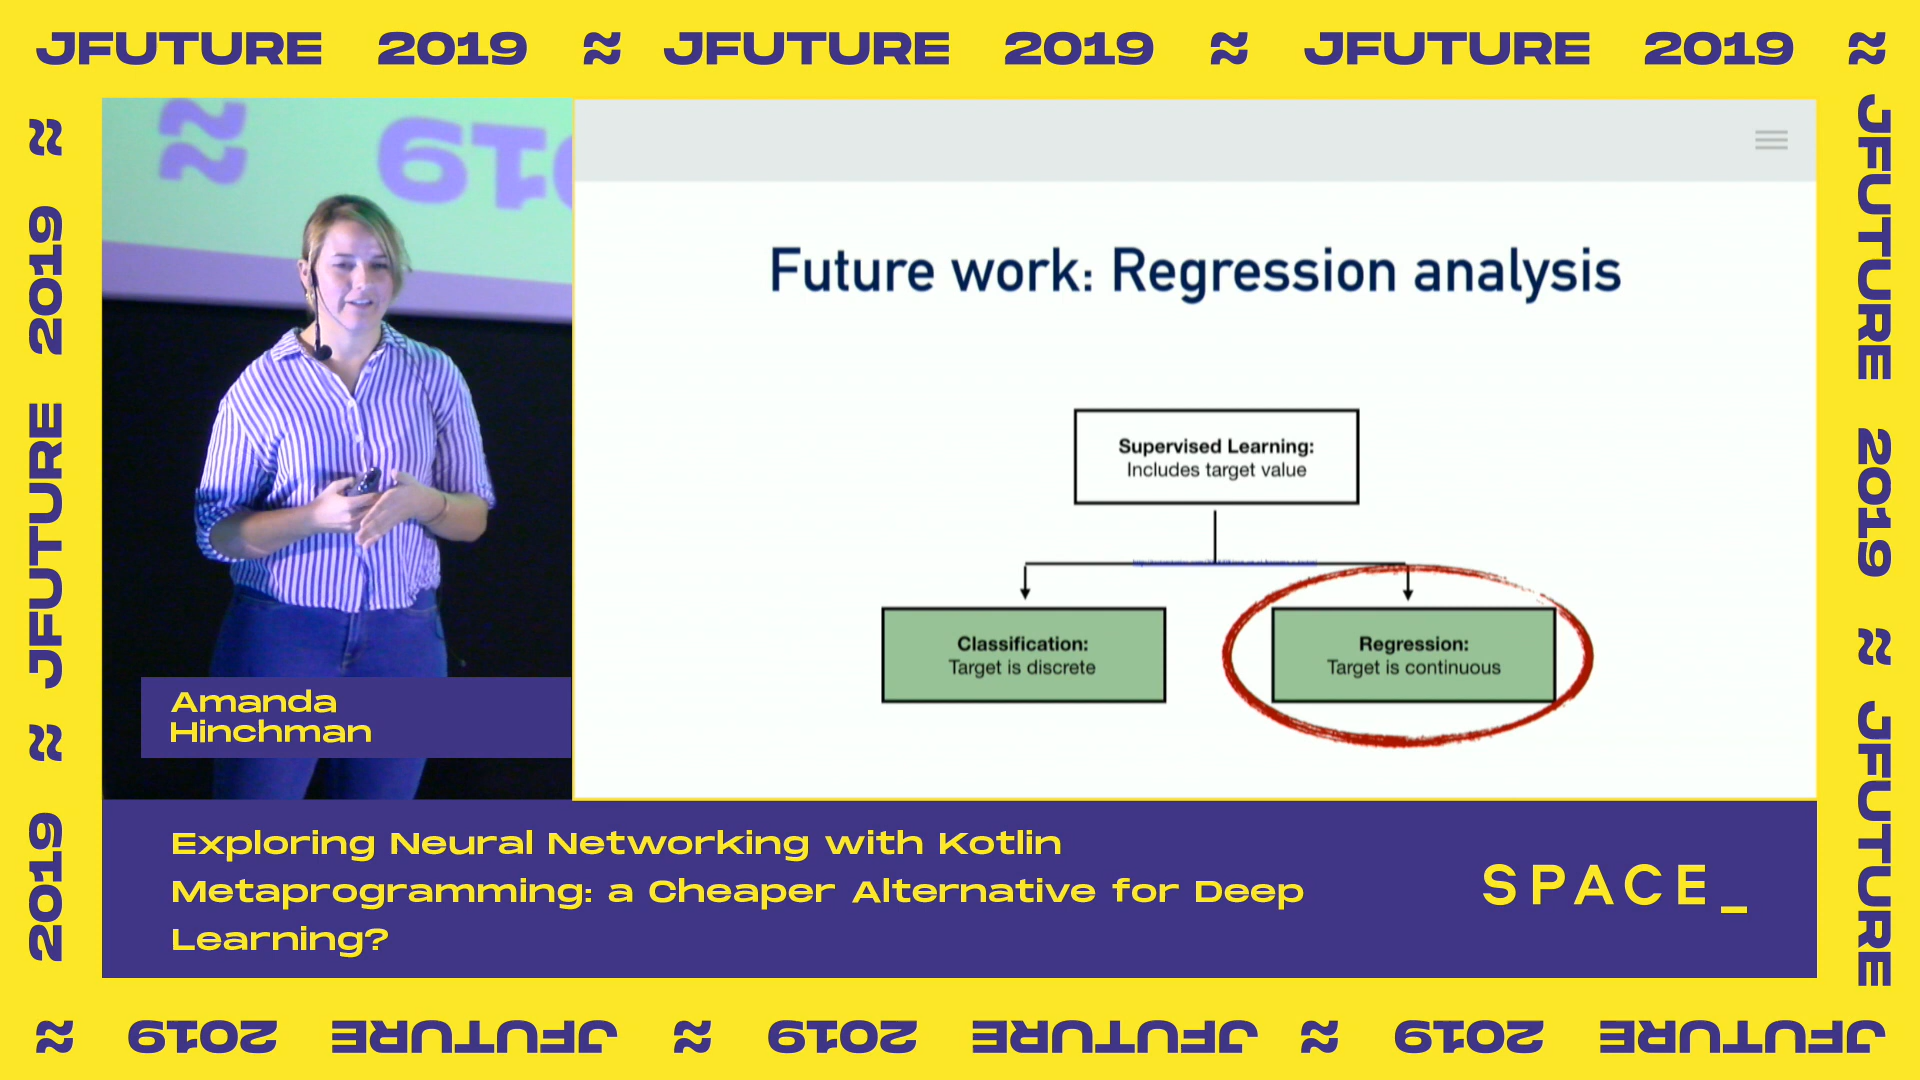 JFUTURE 2019 ≈ JFUTURE 2019 ≈ JFUTURE 2019 ≈
JFUTURE 2019 ≈ JFUTURE
JFUTURE 2019 ≈ JFUTURE 2019 ≈ JFUTURE 2019 ≈
2019 ≈ JFUTURE 2019 ≈
≈ 2019
Future work: Regression analysis
Supervised Learning:
Includes target value
Classification:
Target is discrete
Regression:
Target is continuous
Amanda
Hinchman
Exploring Neural Networking with Kotlin
Metaprogramming: a Cheaper Alternative for Deep
Learning?
SPACE_